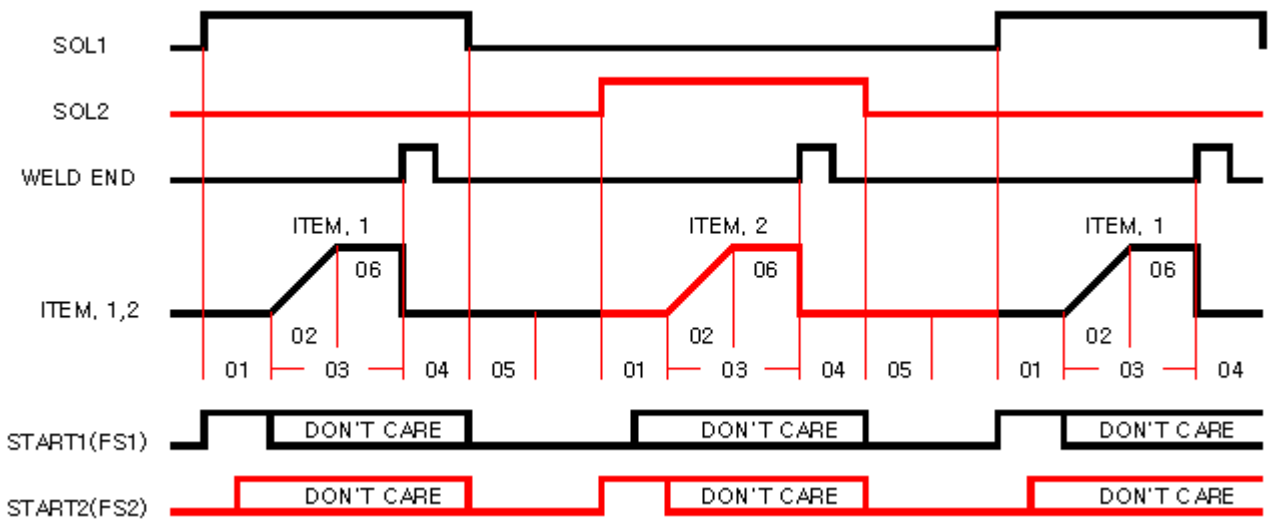 SOL1
SOL2
WELD END
ITEM, 1 ITEM, 2 ITEM, 1
06 06 06
ITEM, 1,2
02 02 02
01 03 04 05 01 03 04 05 01 03 04
START1(FS1) DON'T CARE DON'T CARE DON'T CARE
START2(FS2) DON'T CARE DON'T CARE DON'T CARE